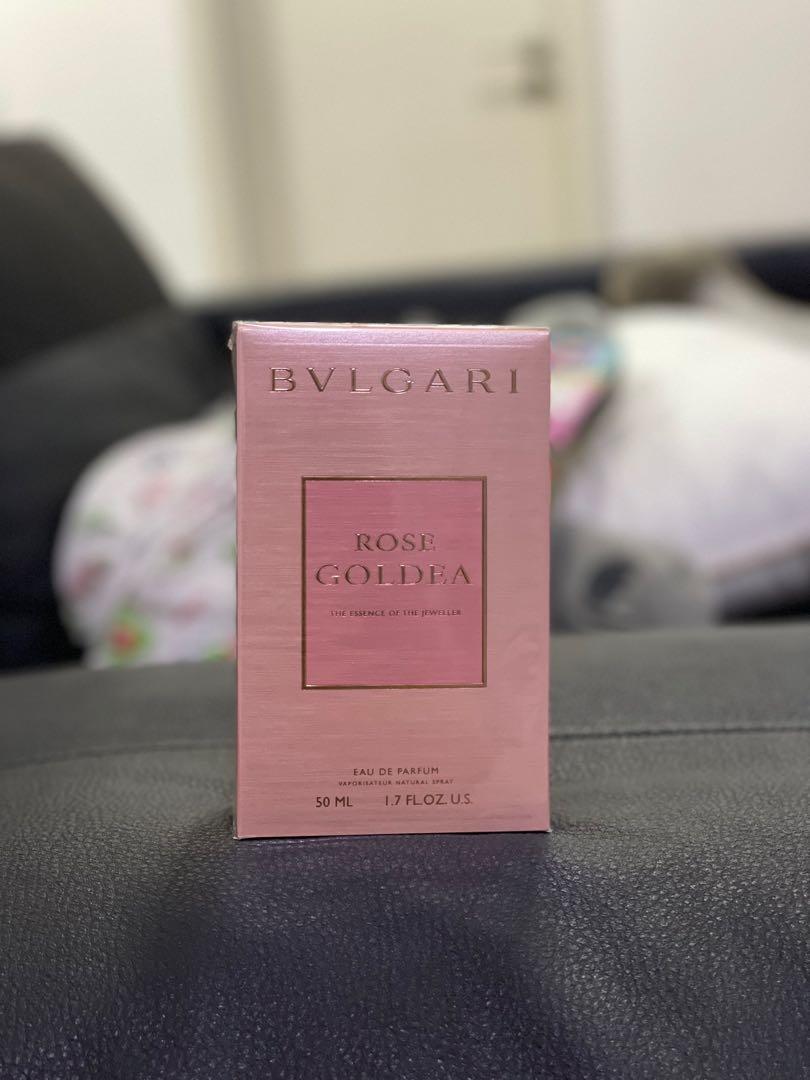 BVLGARI
ROSE
GOLDEA
THE ESSENCE OF THE JEWELLER
EAU DE PARFUM
VAPORISATEUR NATURAL SPRAY
50 ML 1.7 FL.OZ. U.S.